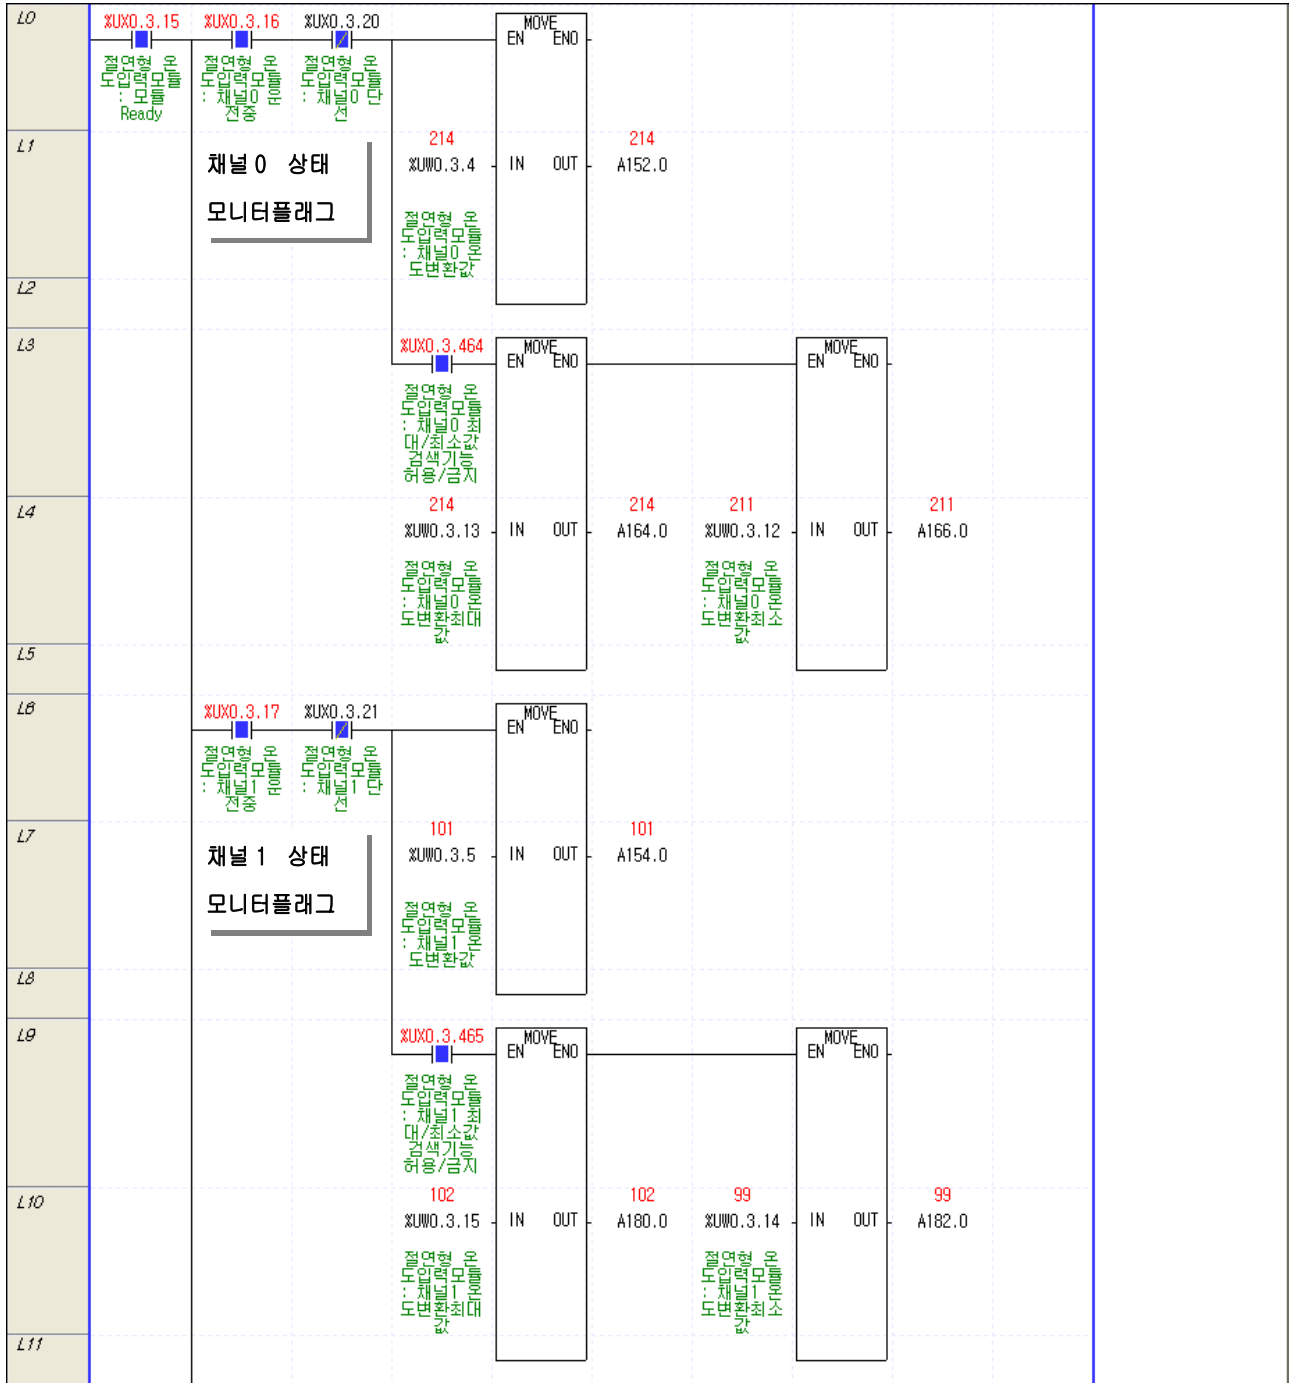 L0
%UX0.3.15 %UX0.3.16 %UX0.3.20
MOVE
EN ENO
절연형 온 절연형 온 절연형 온
도입력모듈 도입력모듈 도입력모듈
: 모듈 : 채널0 운 : 채널0 단
Ready 전중 선
L1
채널 0 상태
모니터플래그
214 214
%UW0.3.4 IN OUT A152.0
절연형 온
도입력모듈
: 채널0 온
도변환값
L2
L3
%UX0.3.464 MOVE MOVE
EN ENO EN ENO
절연형 온
도입력모듈
: 채널0 최
대/최소값
검색기능
허용/금지
L4
214 214 211 211
%UW0.3.13 IN OUT A164.0 %UW0.3.12 IN OUT A166.0
절연형 온 절연형 온
도입력모듈 도입력모듈
: 채널0 온 : 채널0 온
도변환최대 도변환최소
값 값
L5
L6
%UX0.3.17 %UX0.3.21 MOVE
EN ENO
절연형 온 절연형 온
도입력모듈 도입력모듈
: 채널1 운 : 채널1 단
전중 선
L7
채널 1 상태
모니터플래그
101 101
%UW0.3.5 IN OUT A154.0
절연형 온
도입력모듈
: 채널1 온
도변환값
L8
L9
%UX0.3.465 MOVE MOVE
EN ENO EN ENO
절연형 온
도입력모듈
: 채널1 최
대/최소값
검색기능
허용/금지
L10
102 102 99 99
%UW0.3.15 IN OUT A180.0 %UW0.3.14 IN OUT A182.0
절연형 온 절연형 온
도입력모듈 도입력모듈
: 채널1 온 : 채널1 온
도변환최대 도변환최소
값 값
L11